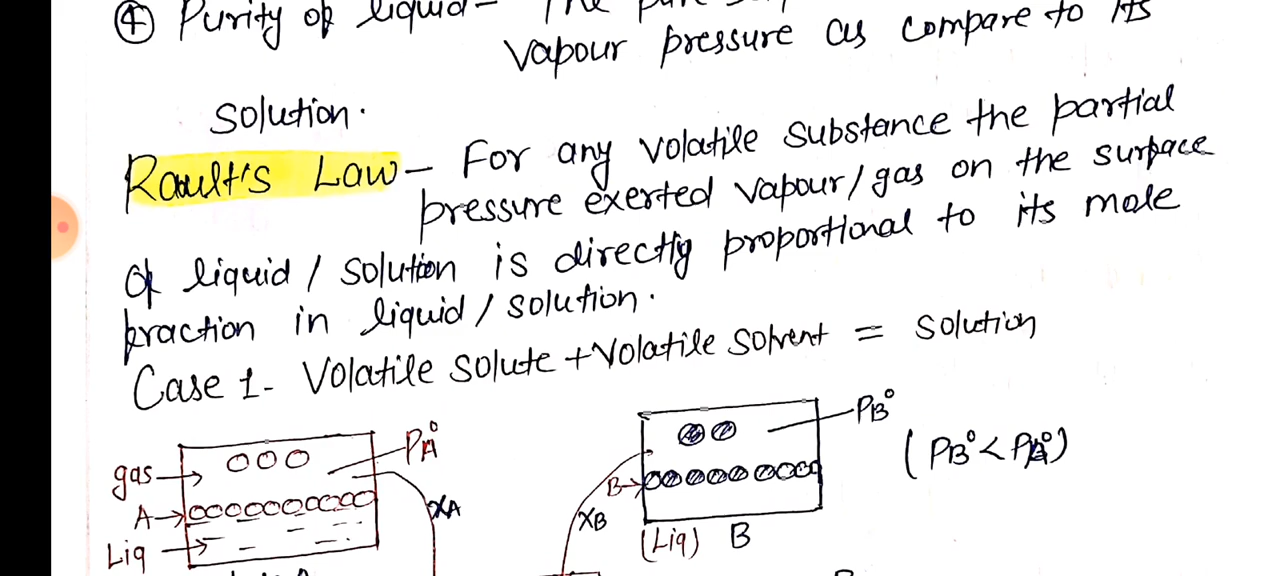 ④ Purity of liquid- The
vapour pressure as compare to its
solution.
Raoult's Law - For any volatile substance the partial
pressure exerted vapour/gas on the surface
of liquid / solution is directly proportional to its mole
fraction in liquid / solution.
Case 1- Volatile solute + Volatile solvent = solution
PA°
PB°
gas
(PB° < PA°)
A
XA
B
XB
Liq
(Liq) B